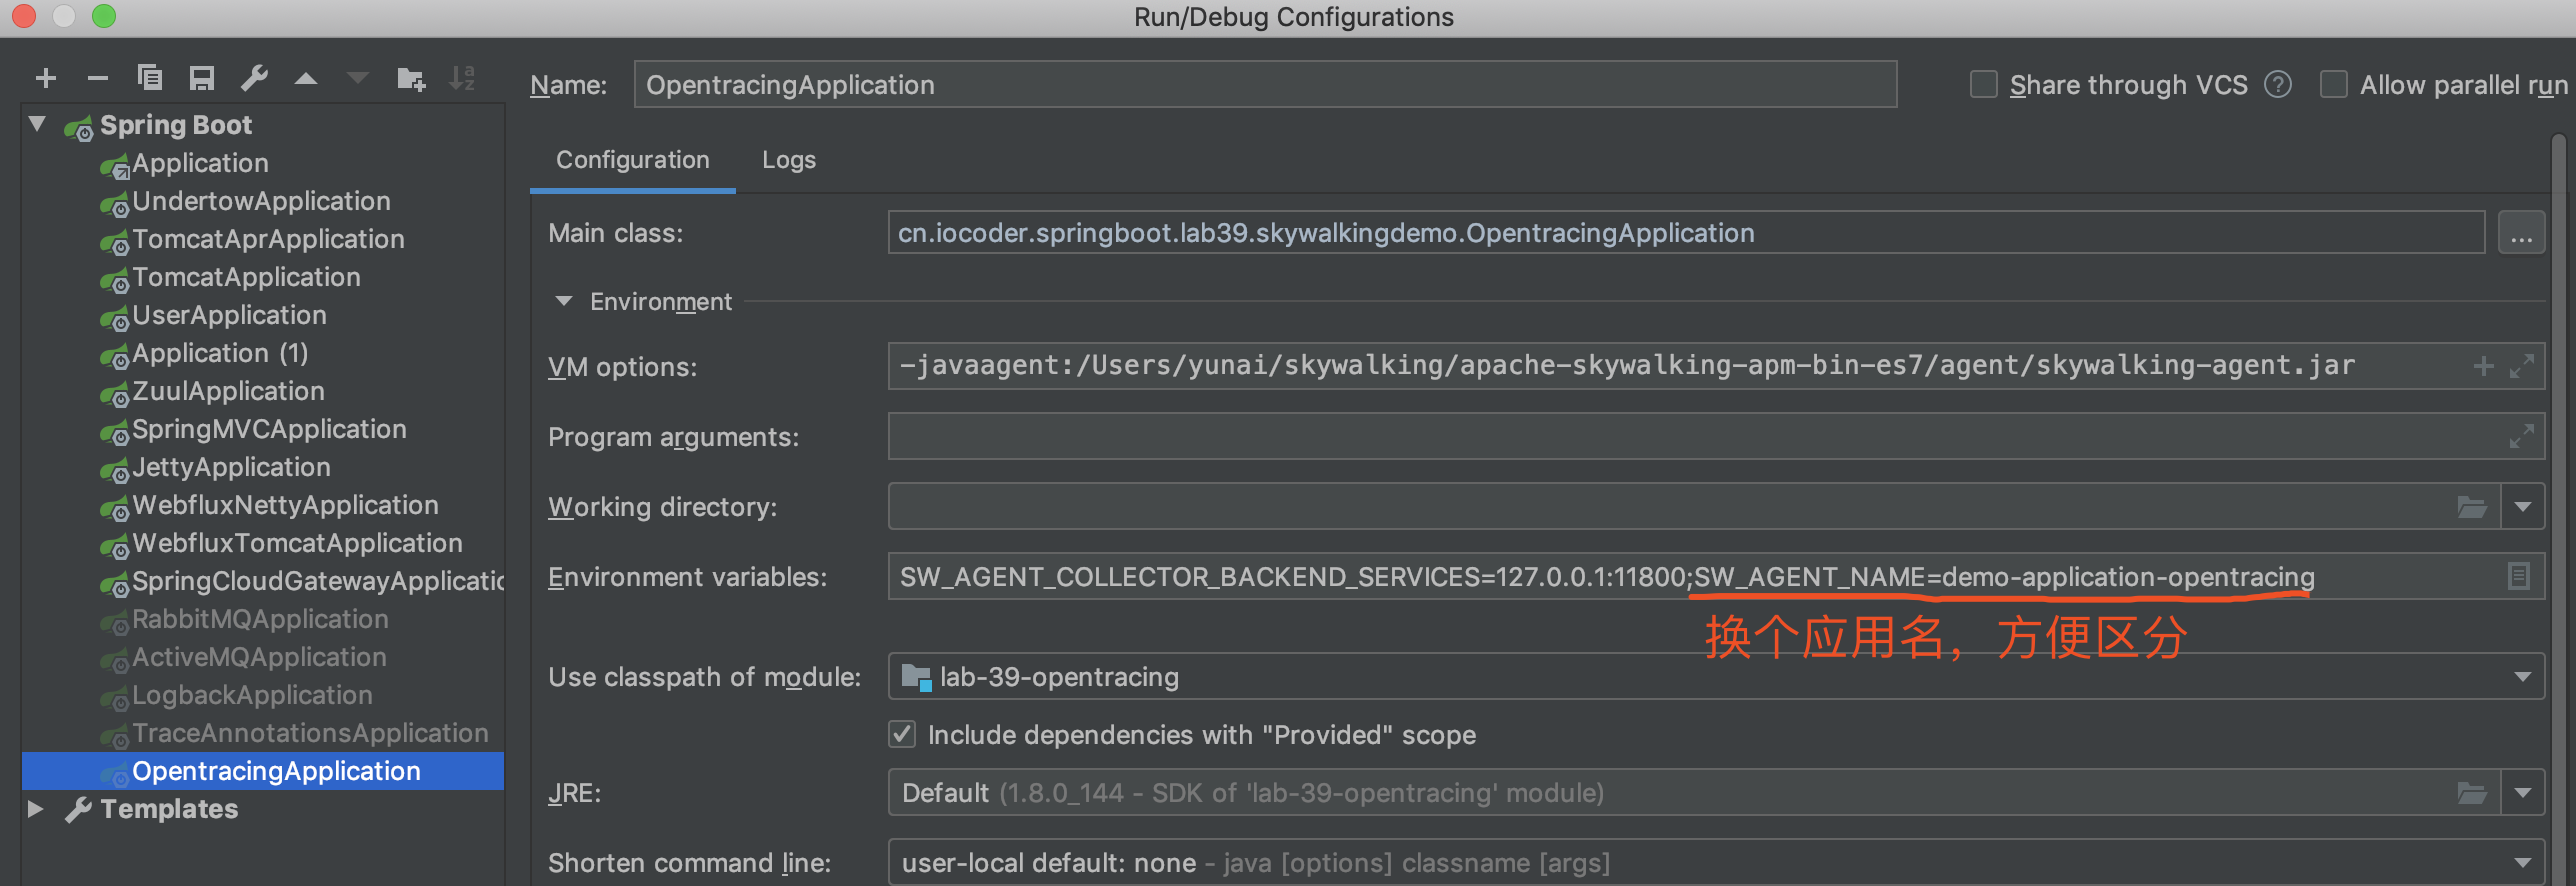 Run/Debug Configurations
Name: OpentracingApplication
Share through VCS ?
Allow parallel run
Spring Boot
Application
UndertowApplication
TomcatAprApplication
TomcatApplication
UserApplication
Application (1)
ZuulApplication
SpringMVCApplication
JettyApplication
WebfluxNettyApplication
WebfluxTomcatApplication
SpringCloudGatewayApplicatio
RabbitMQApplication
ActiveMQApplication
LogbackApplication
TraceAnnotationsApplication
OpentracingApplication
Templates
Configuration Logs
Main class: cn.iocoder.springboot.lab39.skywalkingdemo.OpentracingApplication ...
Environment
VM options: -javaagent:/Users/yunai/skywalking/apache-skywalking-apm-bin-es7/agent/skywalking-agent.jar
Program arguments:
Working directory:
Environment variables: SW_AGENT_COLLECTOR_BACKEND_SERVICES=127.0.0.1:11800;SW_AGENT_NAME=demo-application-opentracing
换个应用名，方便区分
Use classpath of module: lab-39-opentracing
Include dependencies with "Provided" scope
JRE: Default (1.8.0_144 - SDK of 'lab-39-opentracing' module)
Shorten command line: user-local default: none - java [options] classname [args]